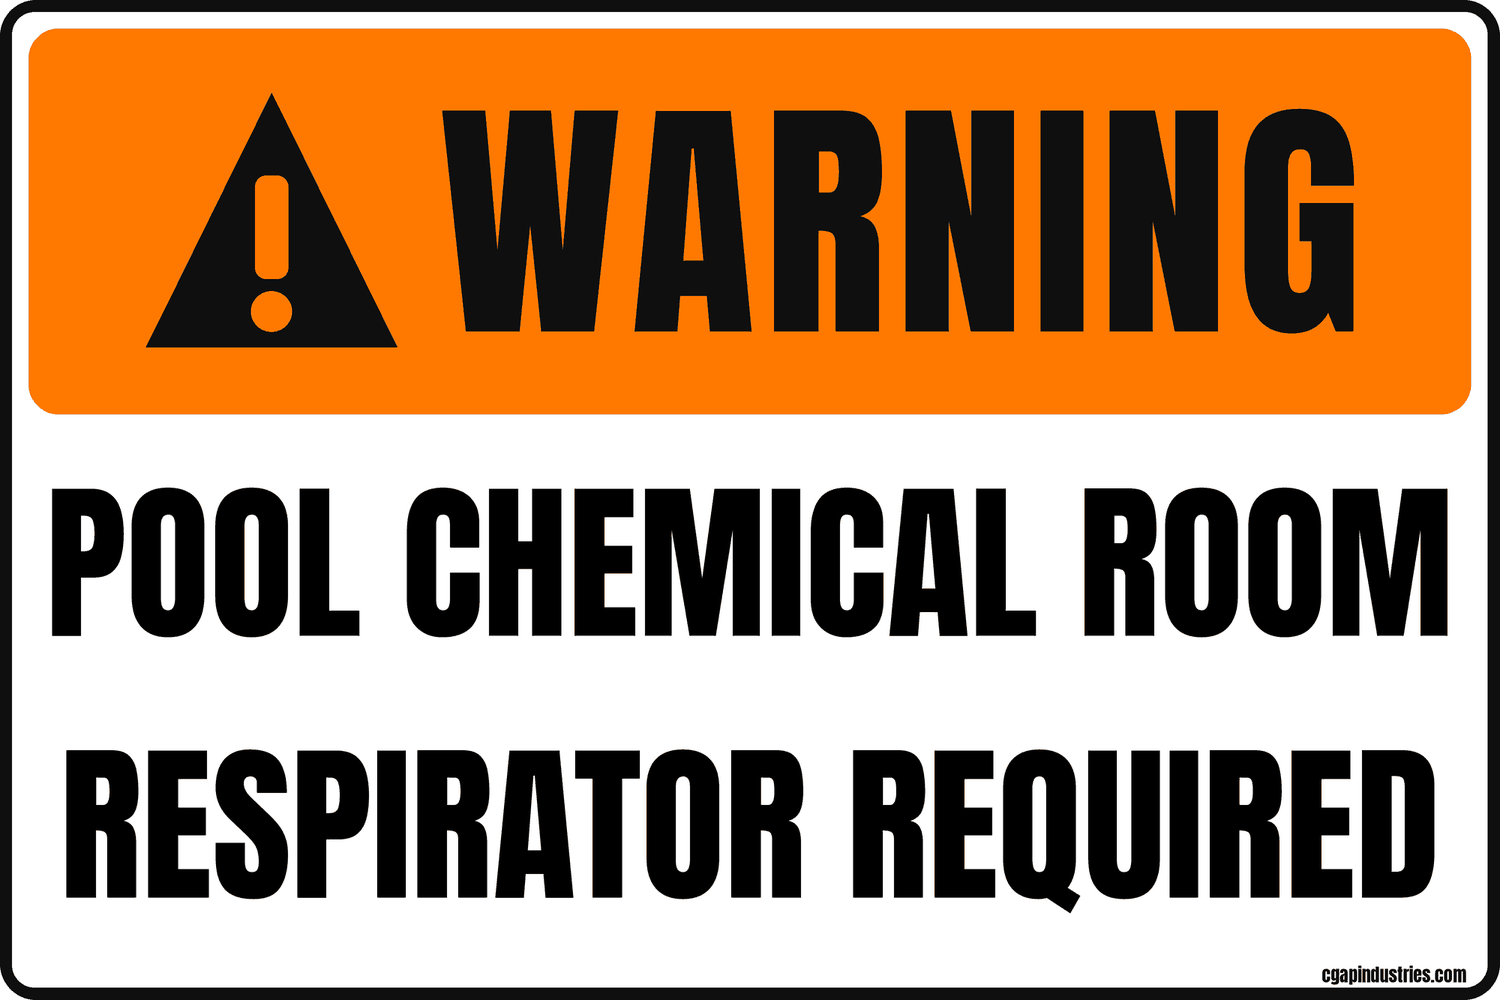 WARNING
POOL CHEMICAL ROOM
RESPIRATOR REQUIRED
cgapindustries.com